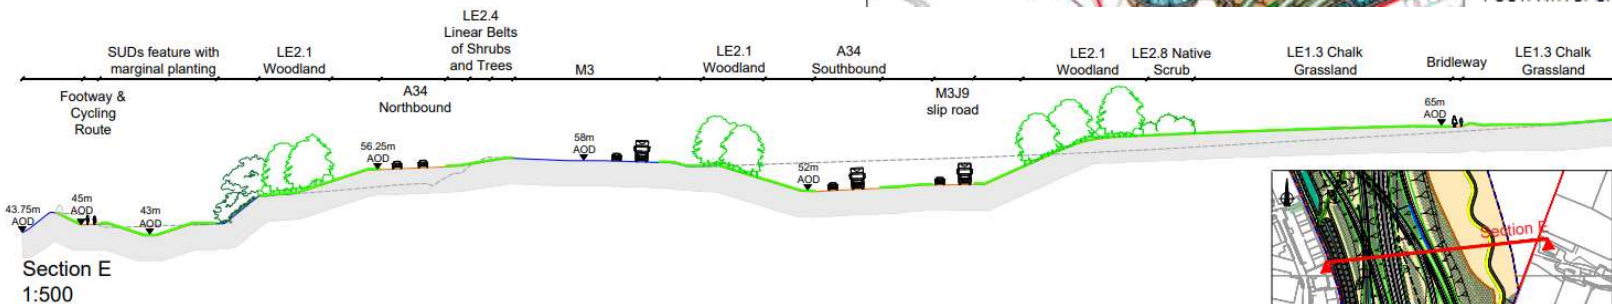 SUDs feature with
marginal planting
LE2.1
Woodland
LE2.4
Linear Belts
of Shrubs
and Trees
M3
LE2.1
Woodland
A34
Southbound
LE2.1
Woodland
LE2.8 Native
Scrub
LE1.3 Chalk
Grassland
Bridleway
LE1.3 Chalk
Grassland
Footway &
Cycling
Route
A34
Northbound
M3J9
slip road
43.75m
AOD
45m
AOD
43m
AOD
56.25m
AOD
58m
AOD
52m
AOD
65m
AOD
Section E
1:500
Section E